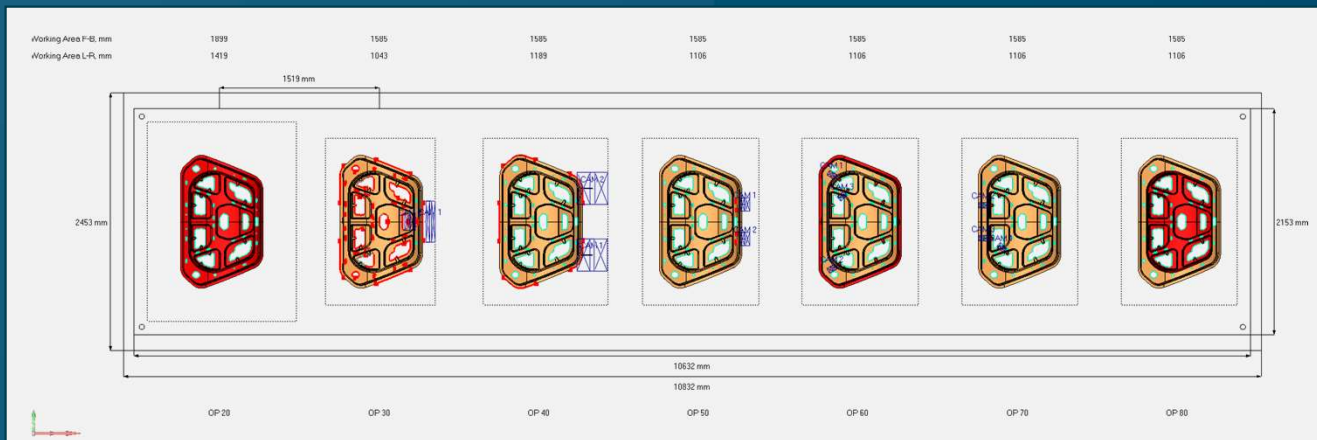 Working Area F-B, mm 1899 1585 1585 1585 1585 1585 1585
Working Area L-R, mm 1419 1043 1189 1106 1106 1106 1106
1519 mm
CAM 1
CAM 2
CAM 1
CAM 1
CAM 2
CAM 1
2453 mm
2153 mm
10632 mm
10832 mm
OP 20 OP 30 OP 40 OP 50 OP 60 OP 70 OP 80